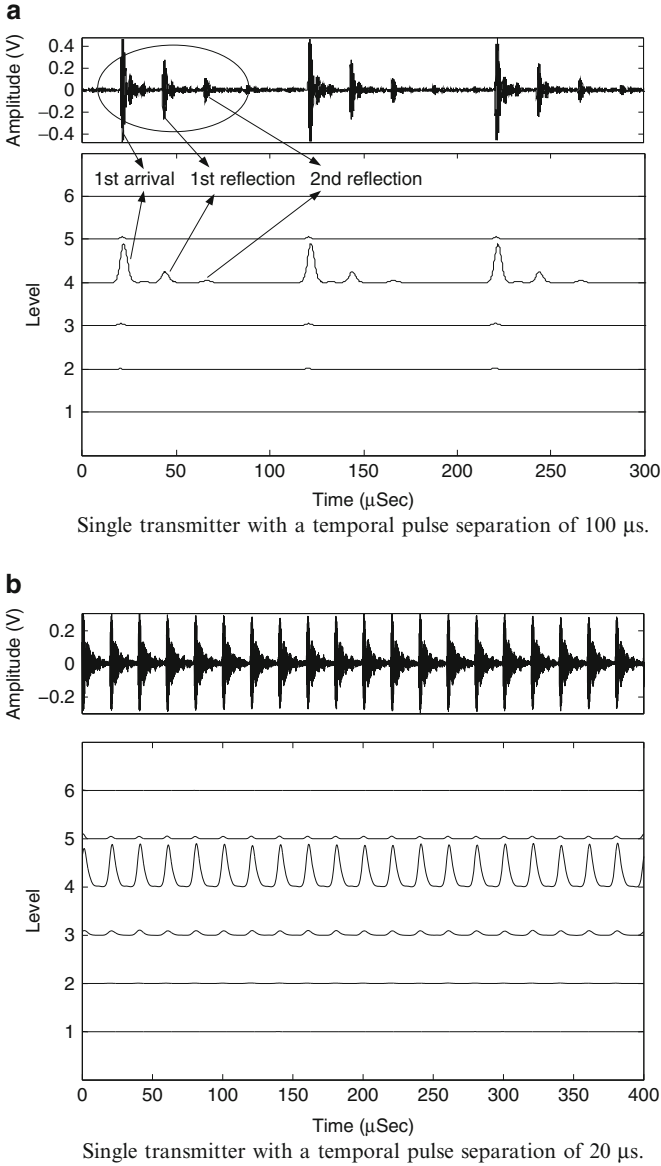 a
Amplitude (V)
0.4
0.2
0
−0.2
−0.4
1st arrival 1st reflection 2nd reflection
Level
6
5
4
3
2
1
0 50 100 150 200 250 300
Time (μSec)
Single transmitter with a temporal pulse separation of 100 μs.
b
Amplitude (V)
0.2
0
−0.2
Level
6
5
4
3
2
1
0 50 100 150 200 250 300 350 400
Time (μSec)
Single transmitter with a temporal pulse separation of 20 μs.